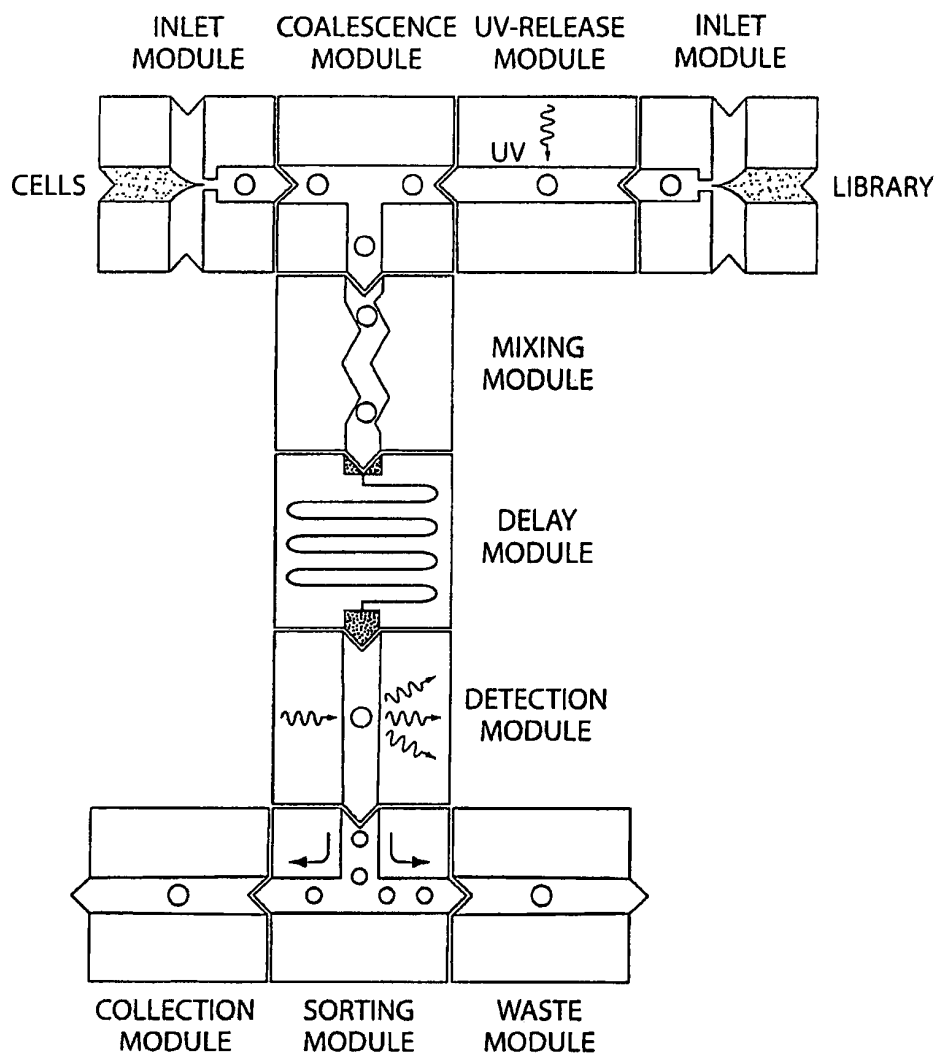 INLET
MODULE
COALESCENCE
MODULE
UV-RELEASE
MODULE
INLET
MODULE
UV
CELLS
LIBRARY
MIXING
MODULE
DELAY
MODULE
DETECTION
MODULE
COLLECTION
MODULE
SORTING
MODULE
WASTE
MODULE